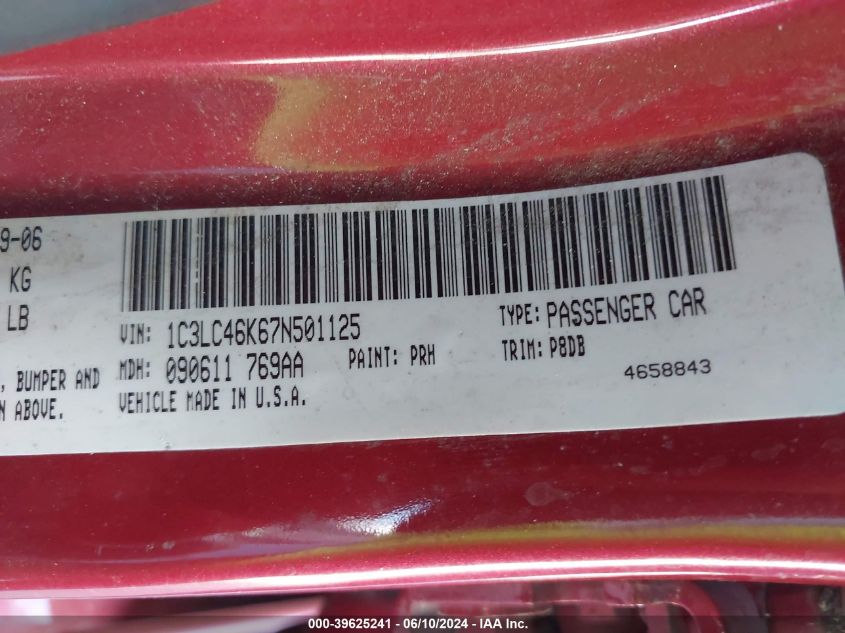 9-06
KG
LB
VIN: 1C3LC46K67N501125 TYPE: PASSENGER CAR
, BUMPER AND MDH: 090611 769AA PAINT: PRH TRIM: P8DB
N ABOVE. VEHICLE MADE IN U.S.A. 4658843
000-39625241 - 06/10/2024 - IAA Inc.